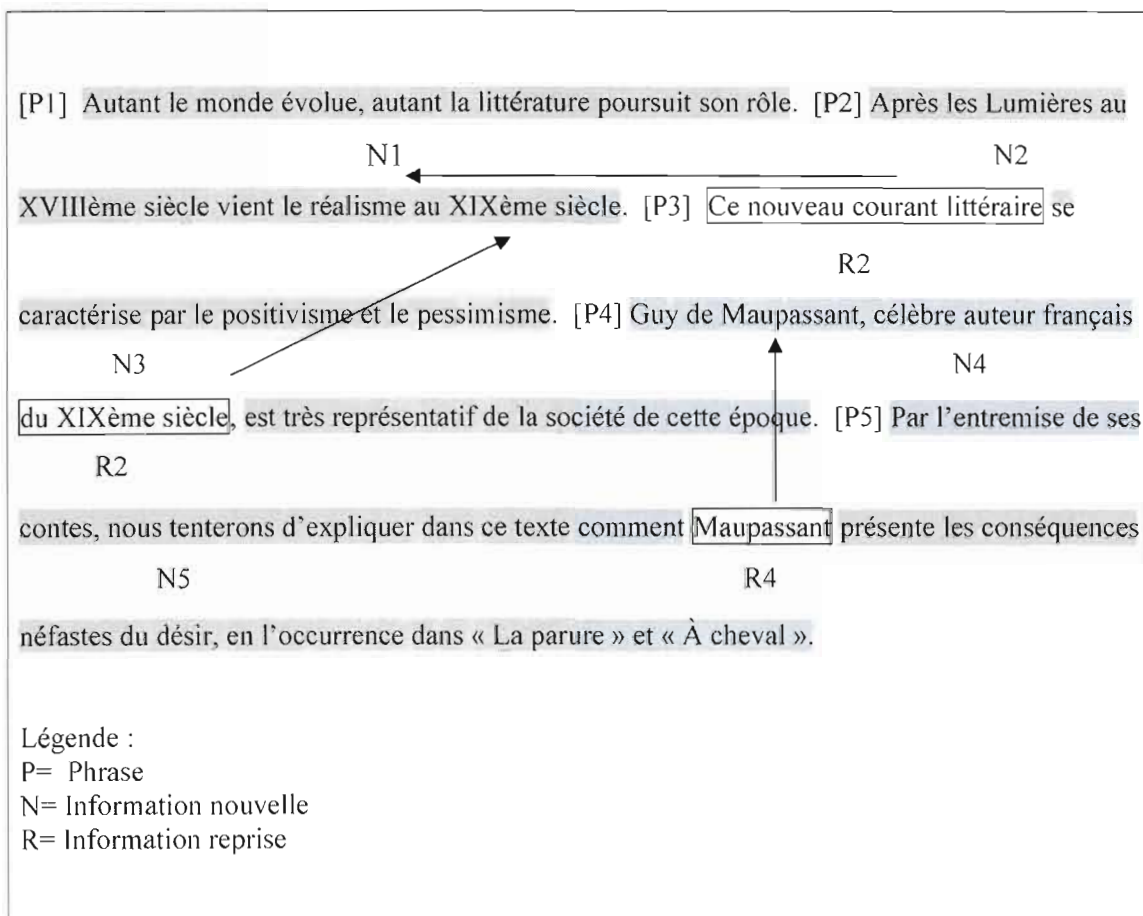 [P1] Autant le monde évolue, autant la littérature poursuit son rôle. [P2] Après les Lumières au
N1 N2
XVIIIème siècle vient le réalisme au XIXème siècle. [P3] Ce nouveau courant littéraire se
R2
caractérise par le positivisme et le pessimisme. [P4] Guy de Maupassant, célèbre auteur français
N3 N4
du XIXème siècle, est très représentatif de la société de cette époque. [P5] Par l'entremise de ses
R2
contes, nous tenterons d'expliquer dans ce texte comment Maupassant présente les conséquences
N5 R4
néfastes du désir, en l'occurrence dans « La parure » et « À cheval ».
Légende :
P= Phrase
N= Information nouvelle
R= Information reprise